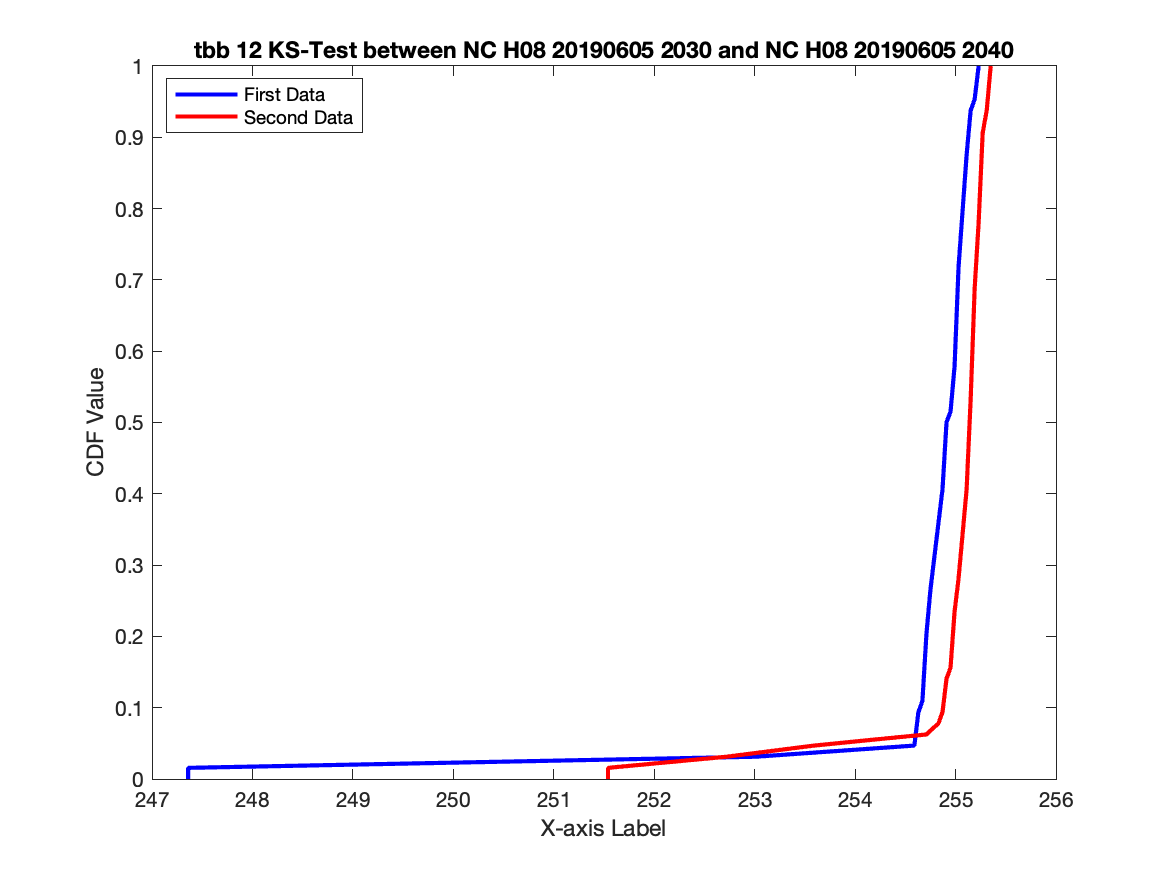 tbb 12 KS-Test between NC H08 20190605 2030 and NC H08 20190605 2040
First Data
Second Data
1
0.9
0.8
0.7
0.6
0.5
0.4
0.3
0.2
0.1
0
CDF Value
247 248 249 250 251 252 253 254 255 256
X-axis Label